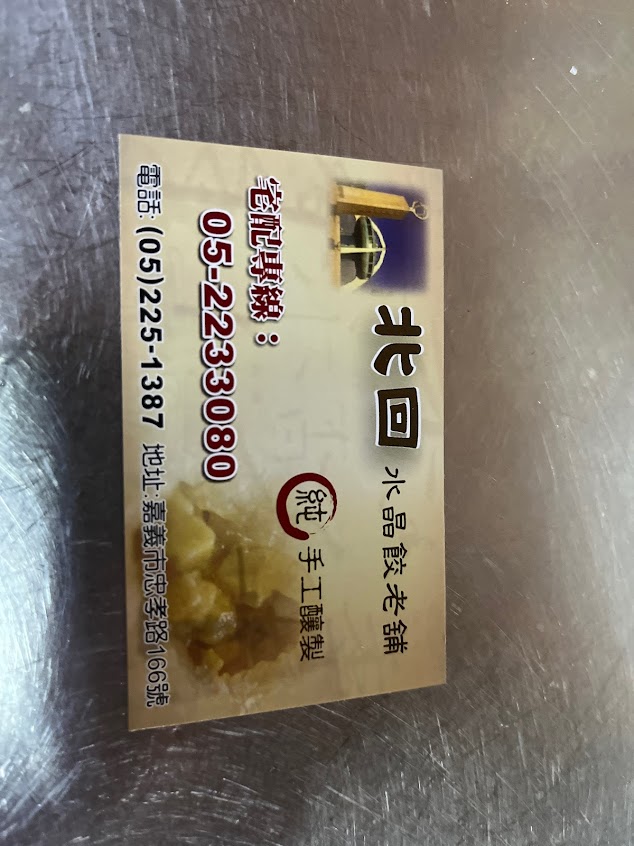 北回 水晶餃老舖
純 手工釀製
宅配專線：
05-2233080
電話: (05)225-1387 地址:嘉義市忠孝路166號